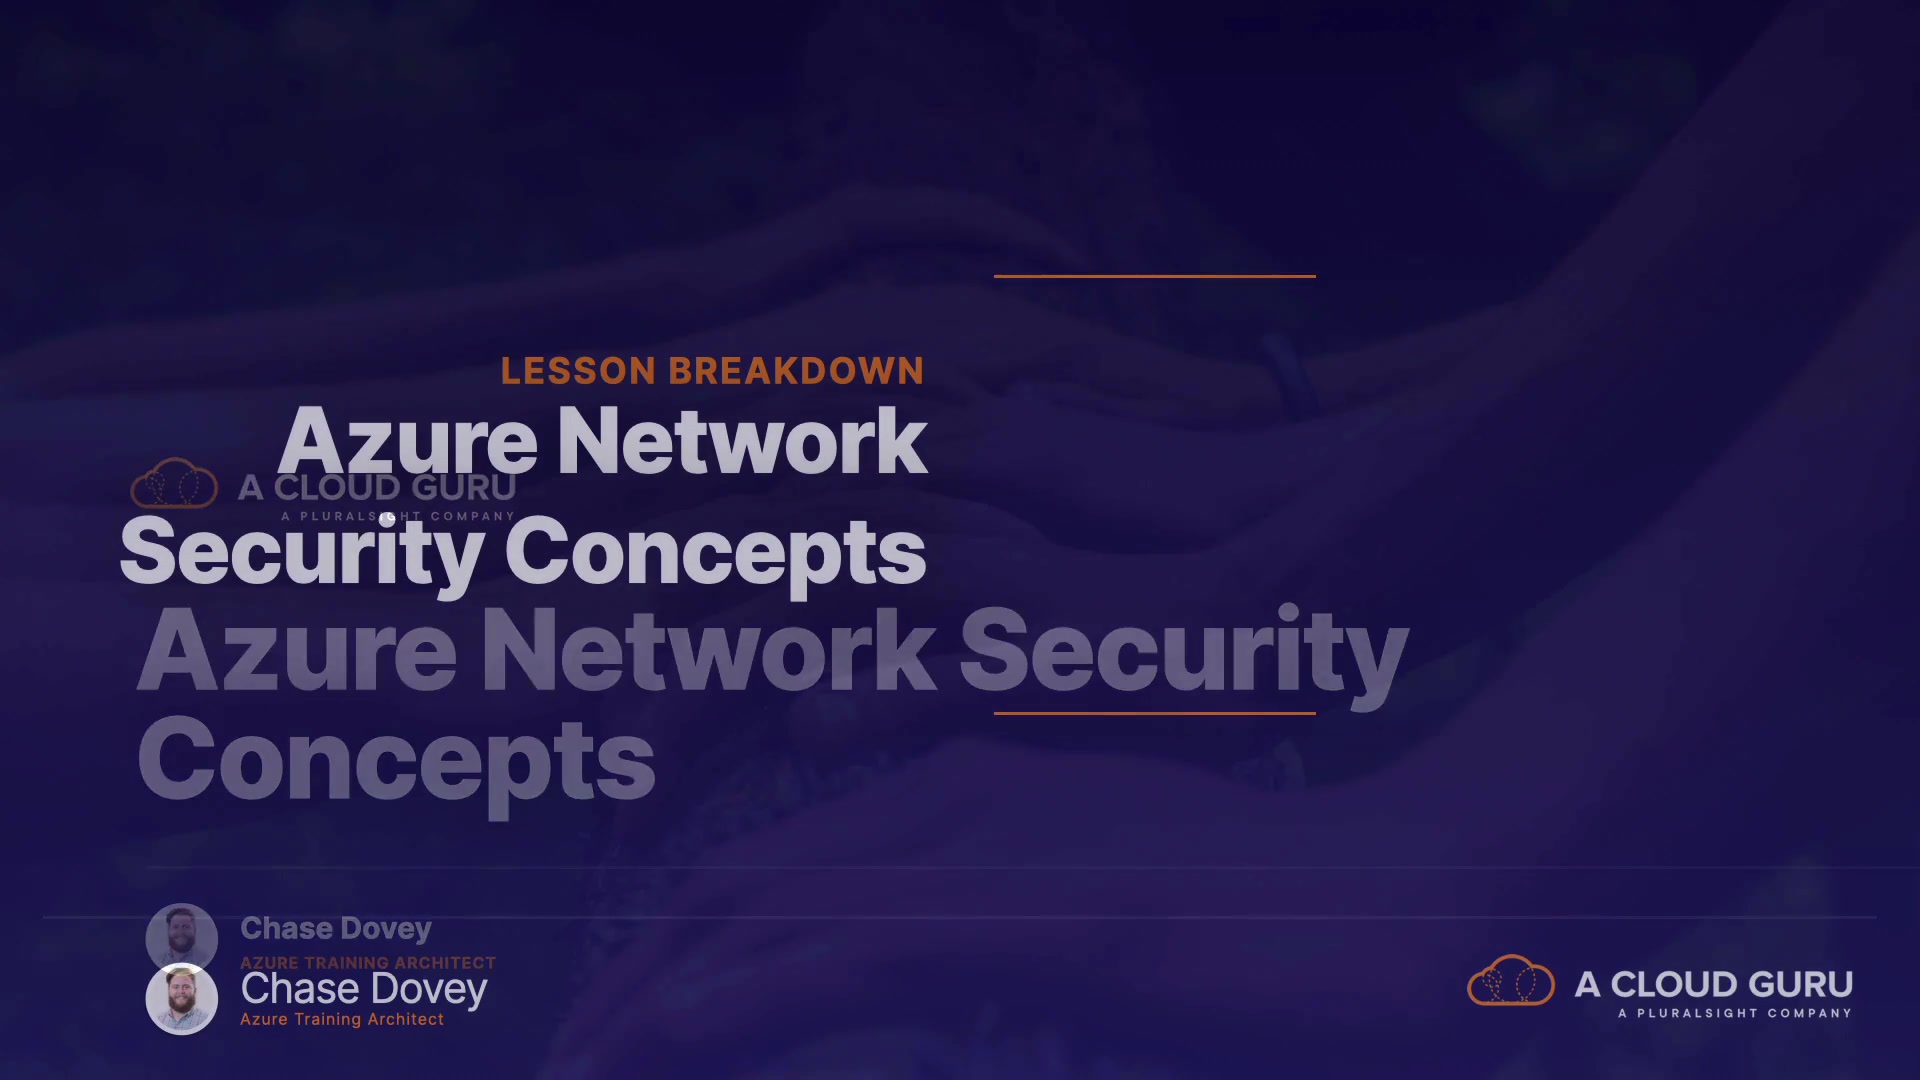 LESSON BREAKDOWN
Azure Network
A CLOUD GURU
A PLURALSIGHT COMPANY
Security Concepts
Azure Network Security
Concepts
Chase Dovey
AZURE TRAINING ARCHITECT
Chase Dovey
Azure Training Architect
A CLOUD GURU
A PLURALSIGHT COMPANY